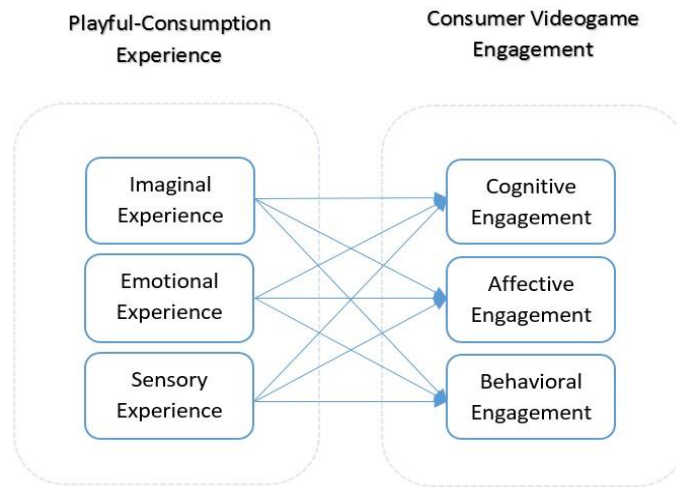 Playful-Consumption
Experience
Consumer Videogame
Engagement
Imaginal
Experience
Emotional
Experience
Sensory
Experience
Cognitive
Engagement
Affective
Engagement
Behavioral
Engagement